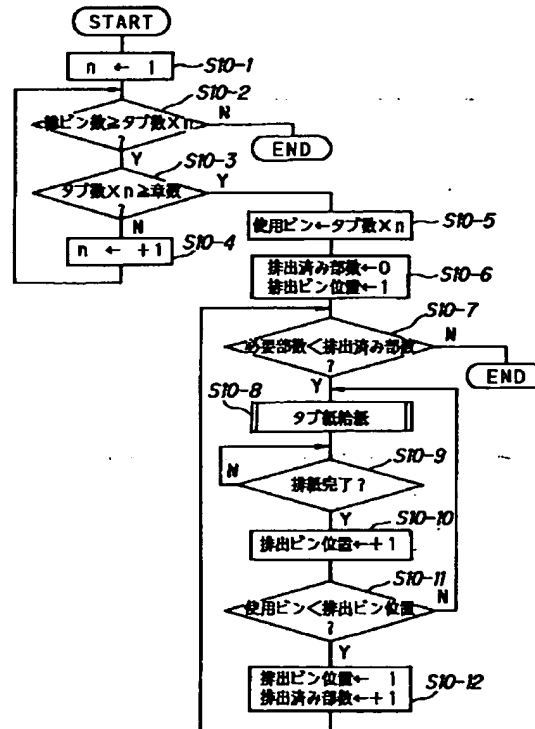 START
n ← 1
S10-1
S10-2
総ビン数≧タブ数×n
?
N
END
Y
S10-3
タブ数×n≧章数
?
Y
N
S10-4
n ← +1
使用ビン←タブ数×n
S10-5
排出済み部数←0
排出ビン位置←1
S10-6
S10-7
必要部数<排出済み部数
?
N
END
Y
S10-8
タブ紙給紙
S10-9
N
排紙完了?
Y
S10-10
排出ビン位置←+1
S10-11
使用ビン<排出ビン位置
?
N
Y
排出ビン位置← 1
排出済み部数←+1
S10-12